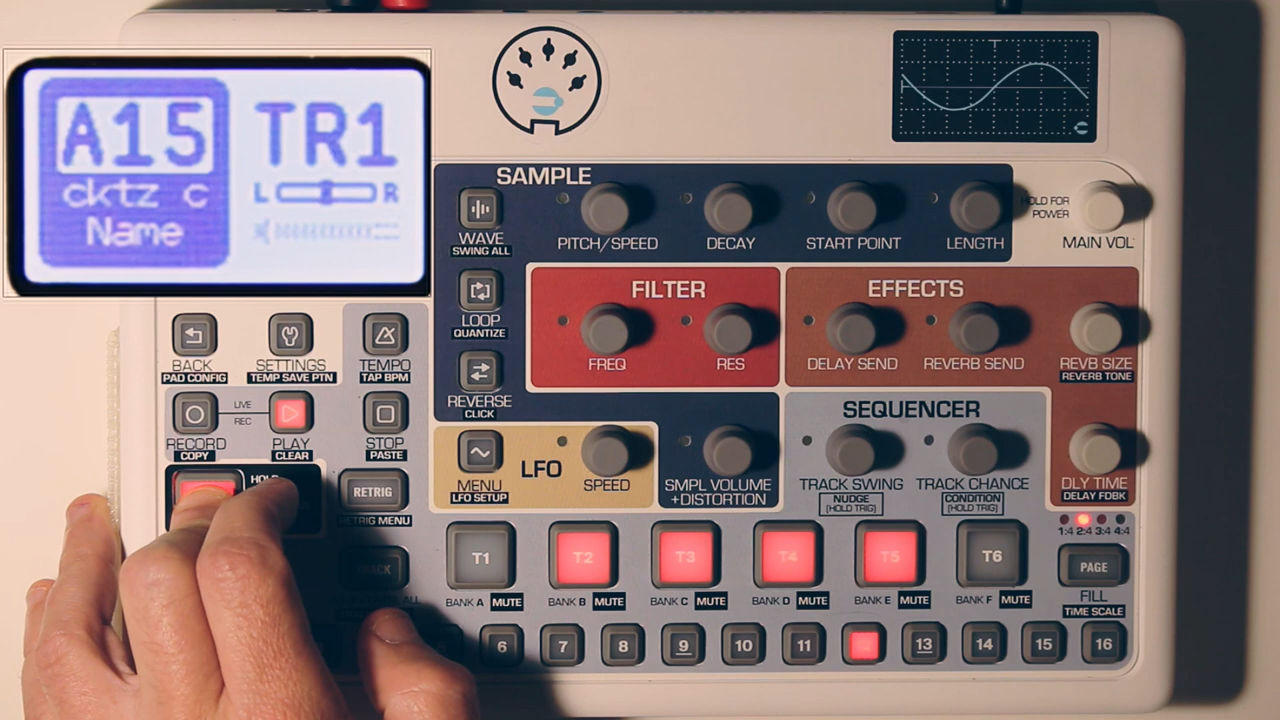 A15
cktz c
Name
TR1
L R
SAMPLE
WAVE
SWING ALL
PITCH/SPEED
DECAY
START POINT
LENGTH
HOLD FOR
POWER
MAIN VOL
LOOP
QUANTIZE
FILTER
FREQ
RES
EFFECTS
DELAY SEND
REVERB SEND
REVB SIZE
REVERB TONE
BACK
PAD CONFIG
SETTINGS
TEMP SAVE PTN
TEMPO
TAP BPM
REVERSE
CLICK
RECORD
COPY
LIVE
REC
PLAY
CLEAR
STOP
PASTE
MENU
LFO SETUP
LFO
SPEED
SMPL VOLUME
+DISTORTION
SEQUENCER
TRACK SWING
NUDGE
[HOLD TRIG]
TRACK CHANCE
CONDITION
[HOLD TRIG]
DLY TIME
DELAY FDBK
HOLD
RETRIG
RETRIG MENU
TRACK
1:4 2:4 3:4 4:4
PAGE
FILL
TIME SCALE
T1 T2 T3 T4 T5 T6
BANK A MUTE
BANK B MUTE
BANK C MUTE
BANK D MUTE
BANK E MUTE
BANK F MUTE
6 7 8 9 10 11 13 14 15 16